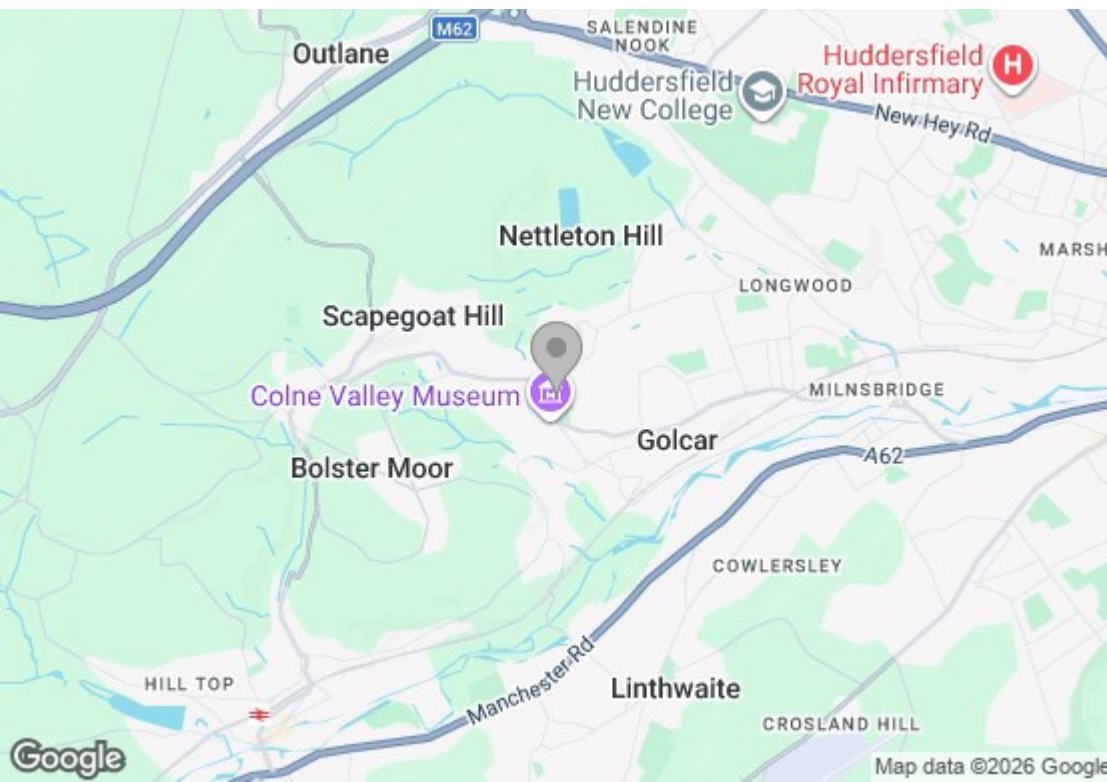 M62
SALENDINE
NOOK
Outlane
Huddersfield
Royal Infirmary
H
Huddersfield
New College
New Hey Rd
Nettleton Hill
MARSH
LONGWOOD
Scapegoat Hill
Colne Valley Museum
MILNSBRIDGE
Golcar
A62
Bolster Moor
COWLERSLEY
Manchester Rd
HILL TOP
Linthwaite
CROSLAND HILL
Google
Map data ©2026 Google